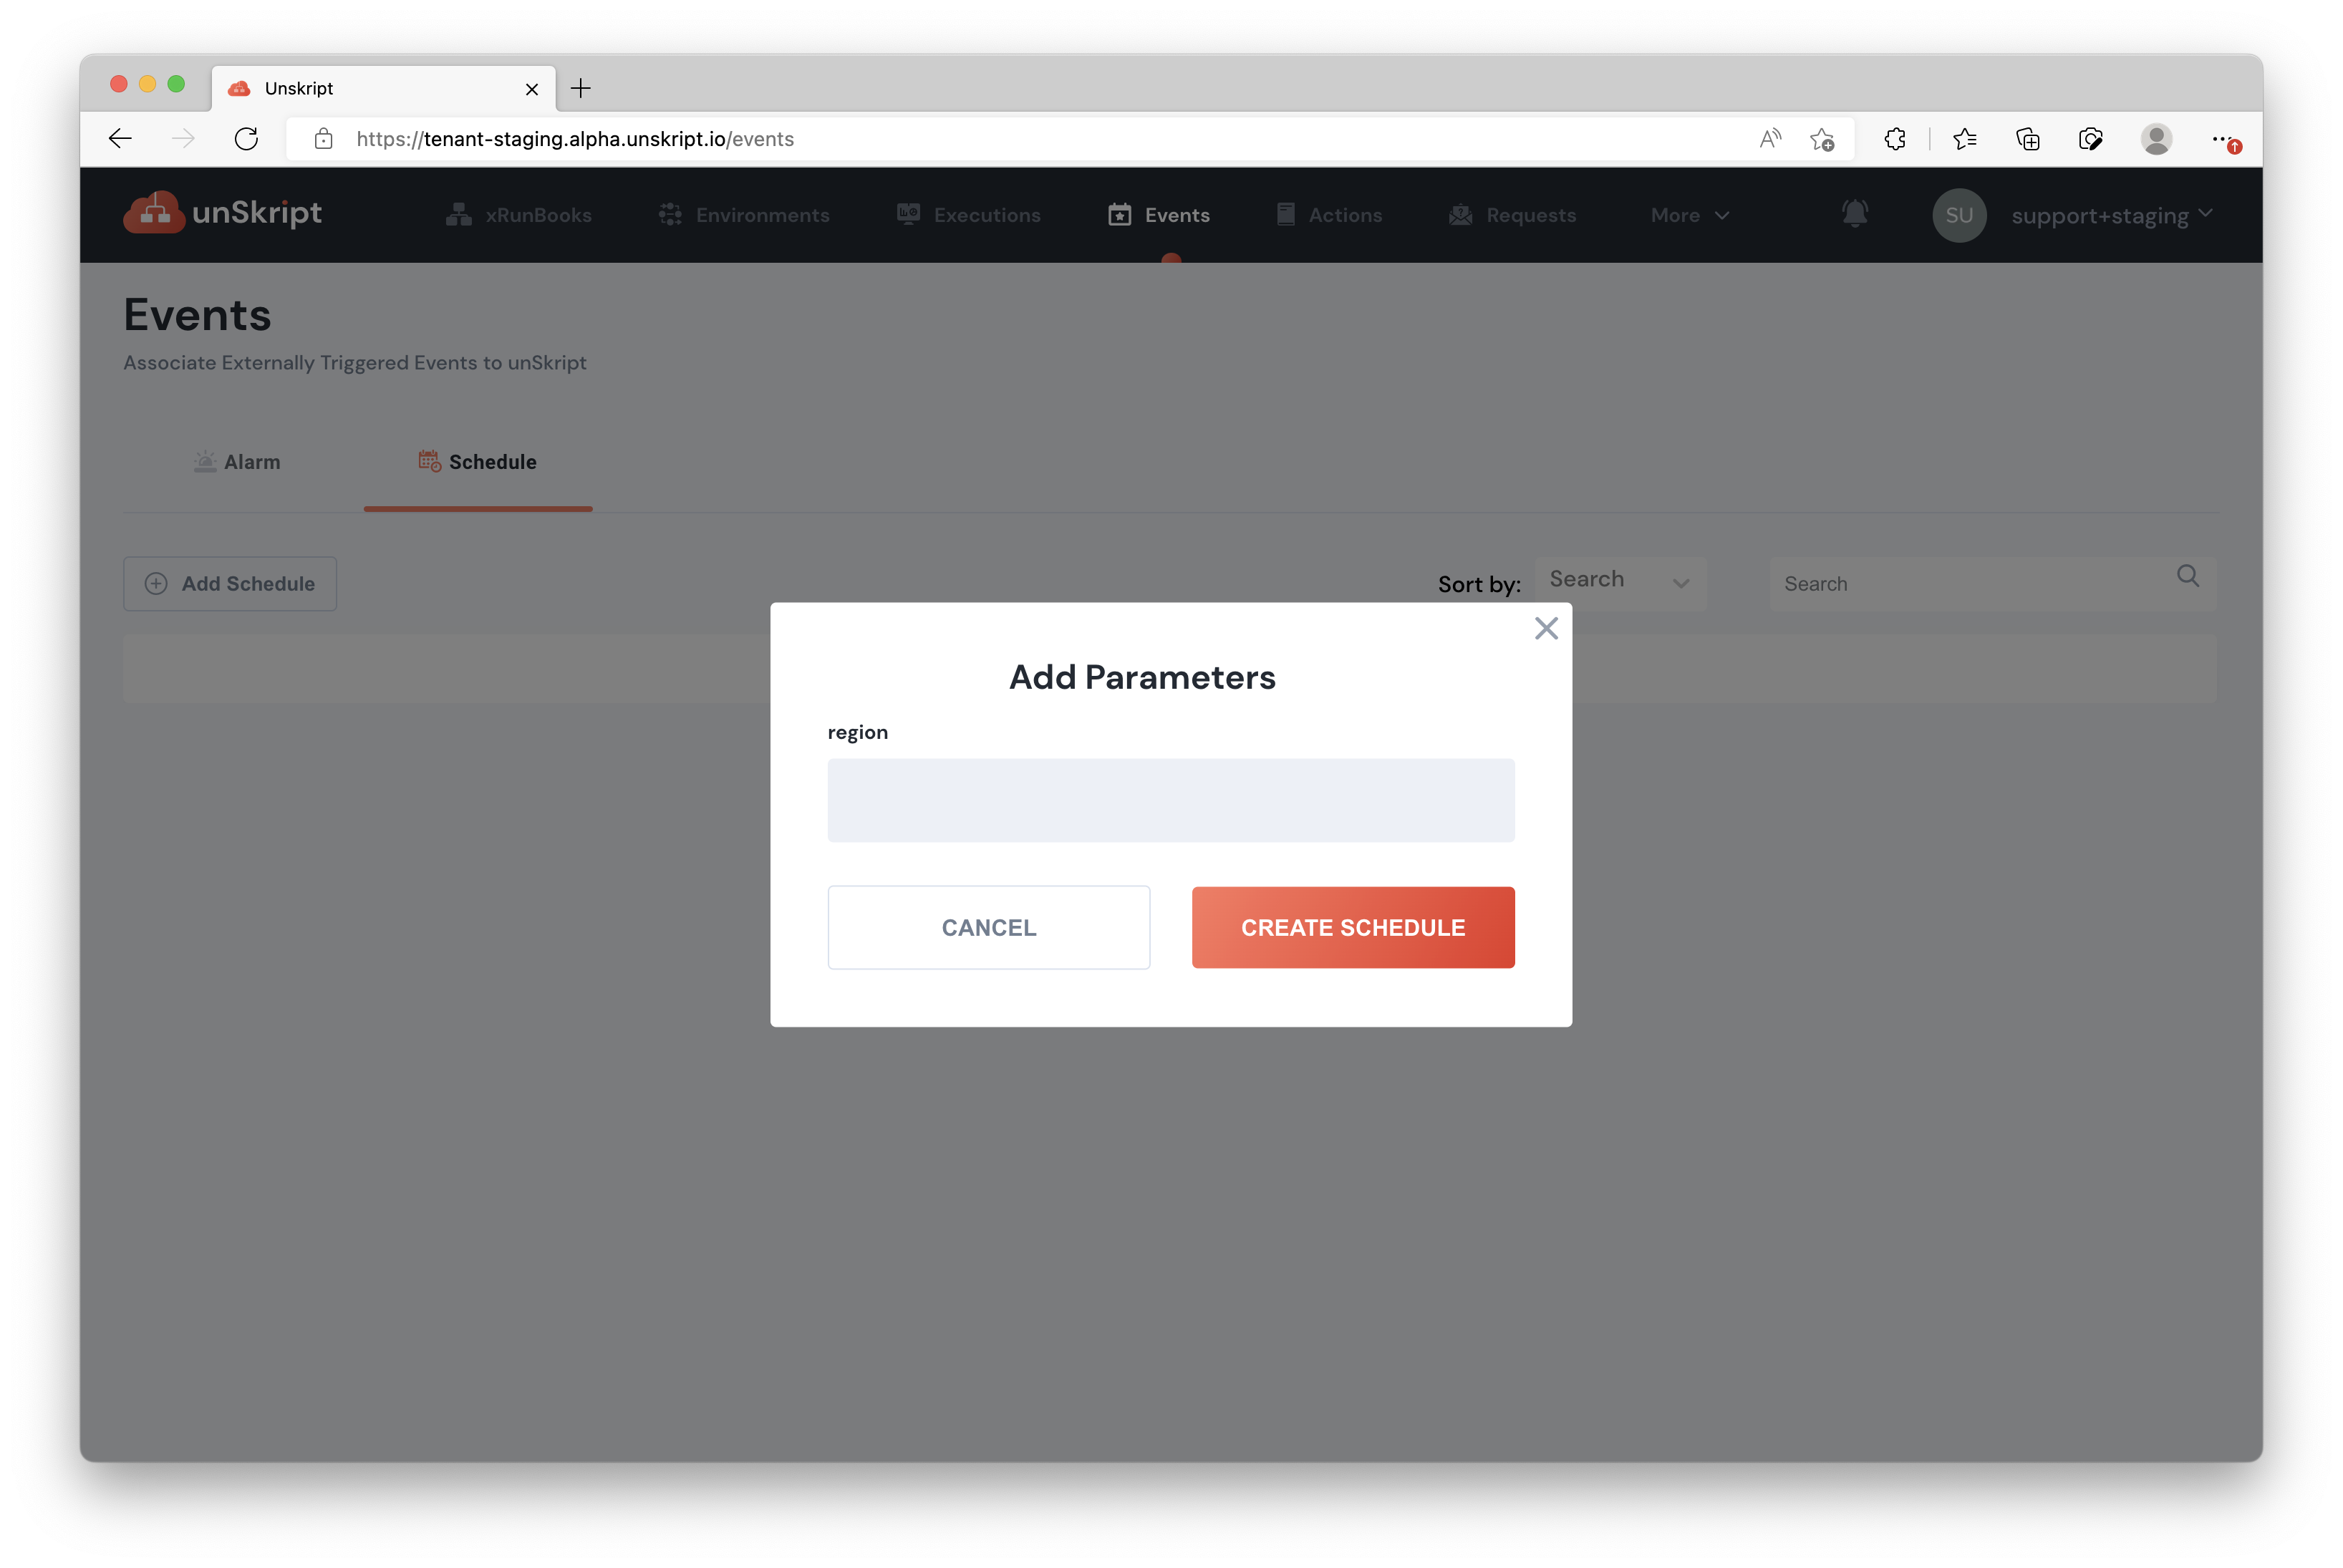 Unskript
https://tenant-staging.alpha.unskript.io/events
unSkript
xRunBooks
Environments
Executions
Events
Actions
Requests
More
SU
support+staging
Events
Associate Externally Triggered Events to unSkript
Alarm
Schedule
Add Schedule
Sort by:
Search
Search
Add Parameters
region
CANCEL
CREATE SCHEDULE